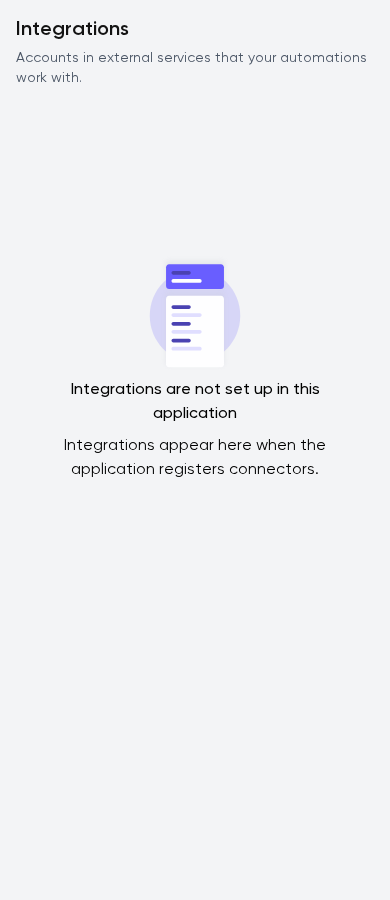 Integrations
Accounts in external services that your automations
work with.
Integrations are not set up in this
application
Integrations appear here when the
application registers connectors.